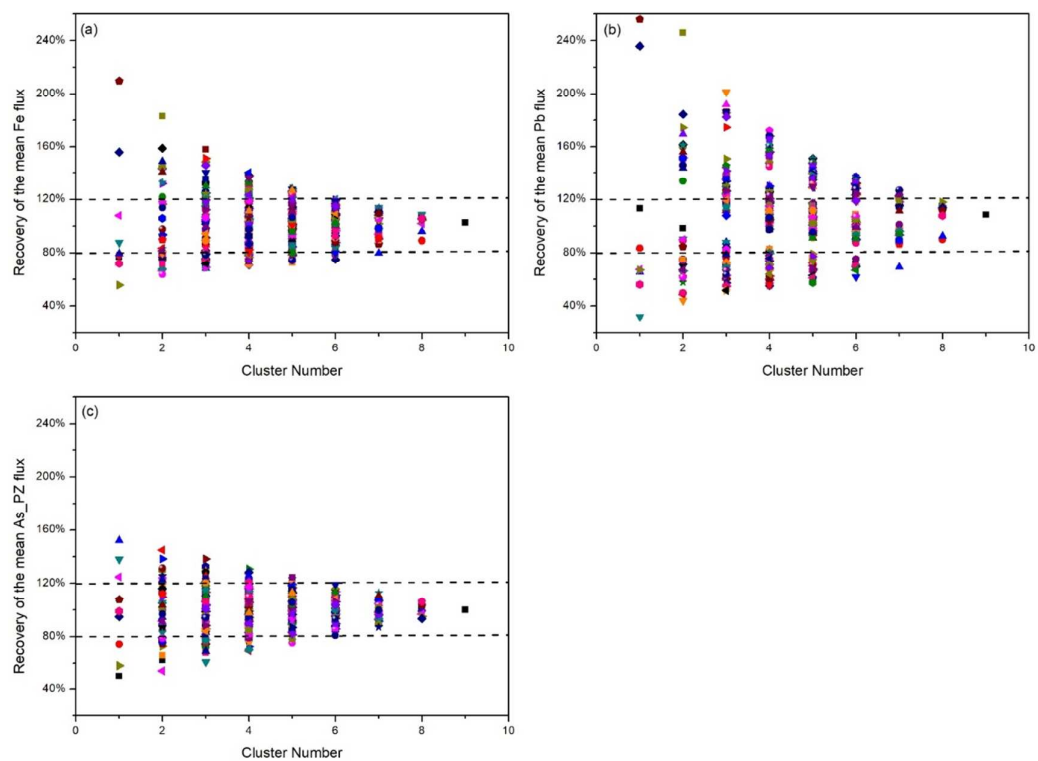 (a)
240%
200%
160%
120%
80%
40%
0 2 4 6 8 10
Cluster Number
Recovery of the mean Fe flux
(b)
240%
200%
160%
120%
80%
40%
0 2 4 6 8 10
Cluster Number
Recovery of the mean Pb flux
(c)
240%
200%
160%
120%
80%
40%
0 2 4 6 8 10
Cluster Number
Recovery of the mean As_PZ flux